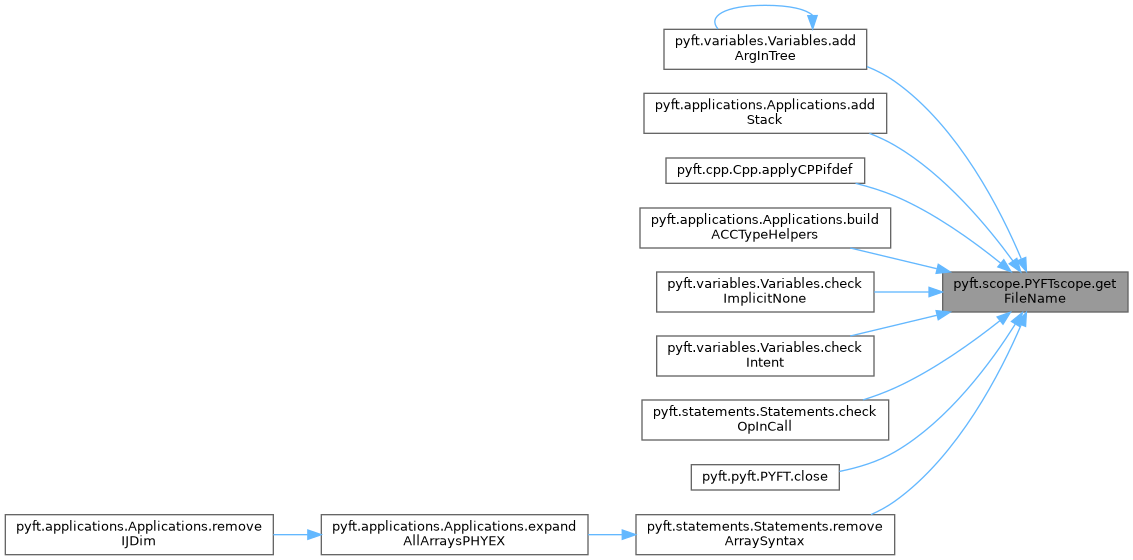 pyft.variables.Variables.add
ArgInTree
pyft.applications.Applications.add
Stack
pyft.cpp.Cpp.applyCPPifdef
pyft.applications.Applications.build
ACCTypeHelpers
pyft.variables.Variables.check
ImplicitNone
pyft.scope.PYFTscope.get
FileName
pyft.variables.Variables.check
Intent
pyft.statements.Statements.check
OpInCall
pyft.pyft.PYFT.close
pyft.applications.Applications.remove
IJDim
pyft.applications.Applications.expand
AllArraysPHYEX
pyft.statements.Statements.remove
ArraySyntax